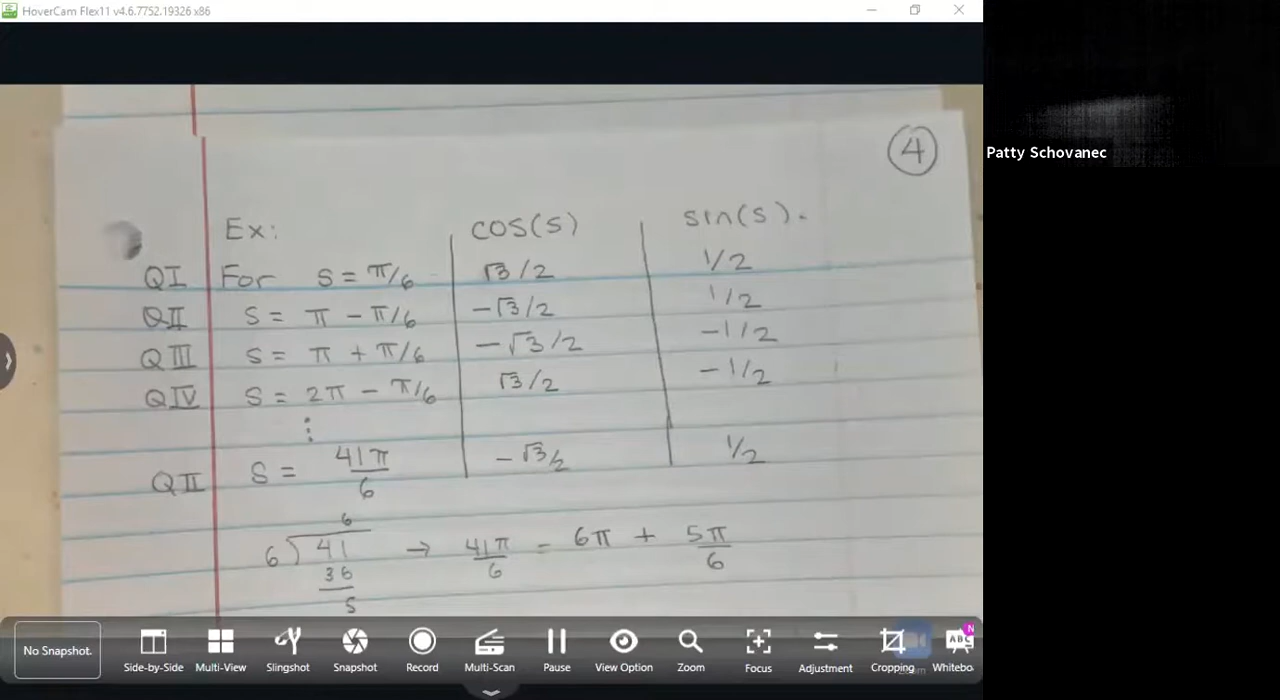 HoverCam Flex11 v4.6.7752.19326 x86
Patty Schovanec
4
Ex: cos(s) sin(s).
QI For s = π/6 √3/2 1/2
QII s = π - π/6 -√3/2 1/2
QIII s = π + π/6 -√3/2 -1/2
QIV s = 2π - π/6 √3/2 -1/2
⋮
QII s = 41π/6 -√3/2 1/2
6
6)41 → 41π/6 = 6π + 5π/6
36
5
No Snapshot.
Side-by-Side Multi-View Slingshot Snapshot Record Multi-Scan Pause View Option Zoom Focus Adjustment Cropping Whitebo
ABC
N